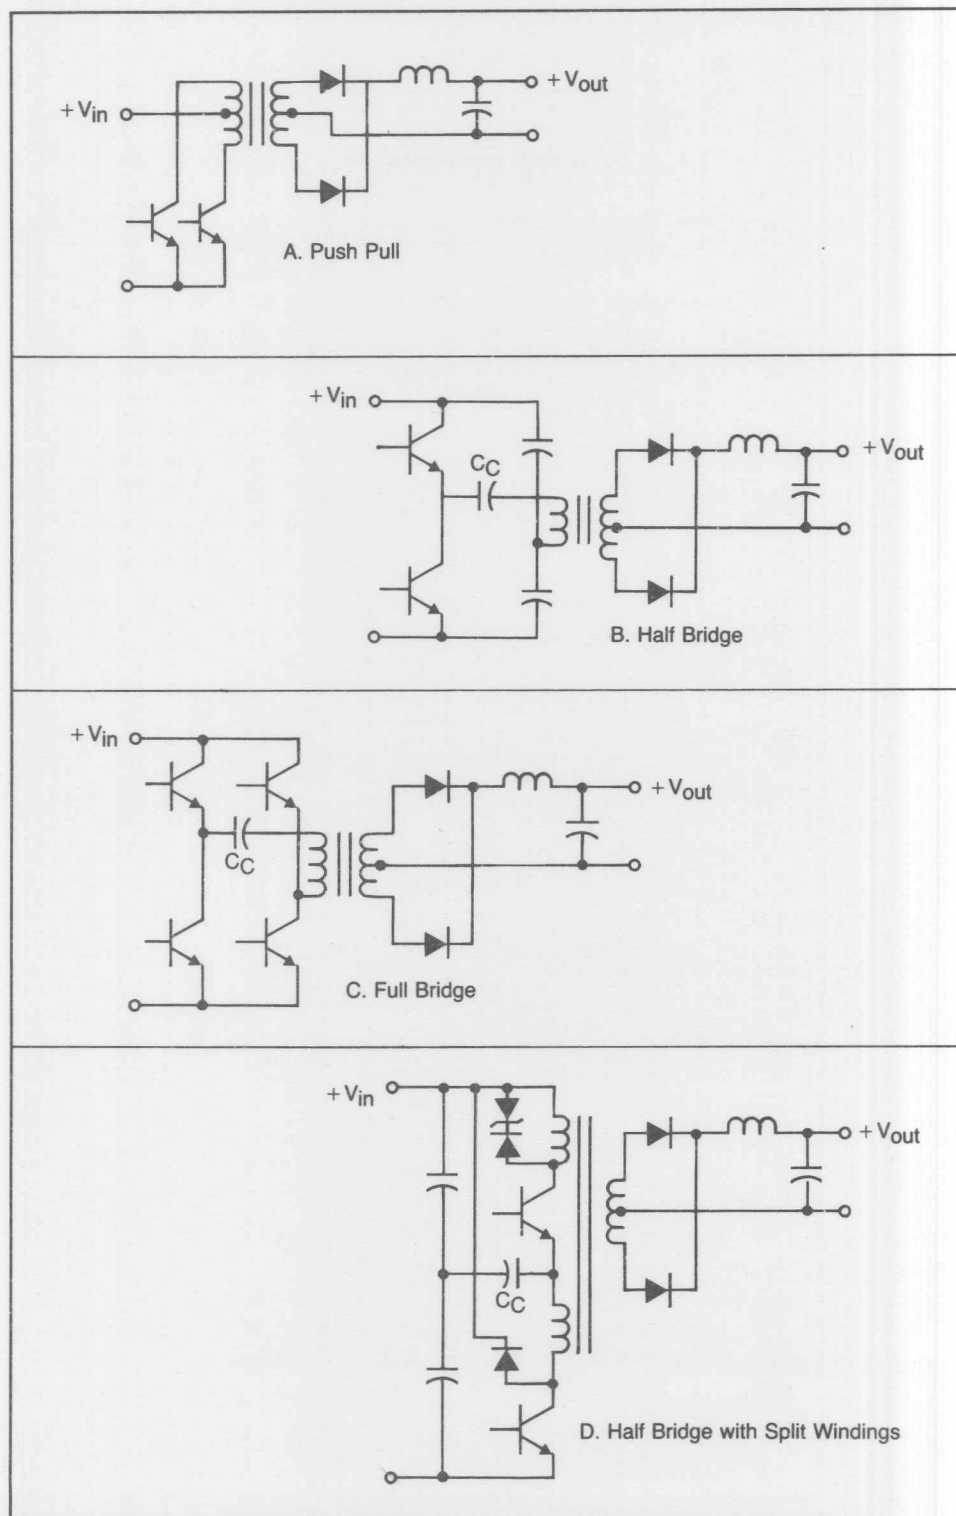 + Vin
+ Vout
A. Push Pull
+ Vin
CC
+ Vout
B. Half Bridge
+ Vin
CC
+ Vout
C. Full Bridge
+ Vin
+ Vout
CC
D. Half Bridge with Split Windings